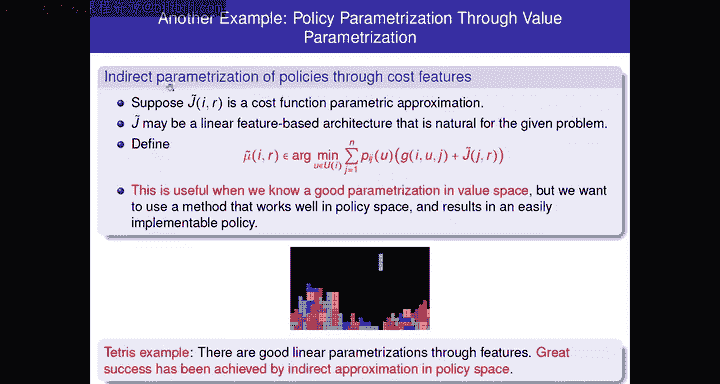 Another Example: Policy Parametrization Through Value
Parametrization
Indirect parametrization of policies through cost features
Suppose J̃(i, r) is a cost function parametric approximation.
J̃ may be a linear feature-based architecture that is natural for the given problem.
Define
μ̃(i, r) ∈ arg min_{u∈U(i)} ∑_{j=1}^{n} p_{ij}(u)(g(i, u, j) + J̃(j, r))
This is useful when we know a good parametrization in value space, but we want
to use a method that works well in policy space, and results in an easily
implementable policy.
Tetris example: There are good linear parametrizations through features. Great
success has been achieved by indirect approximation in policy space.